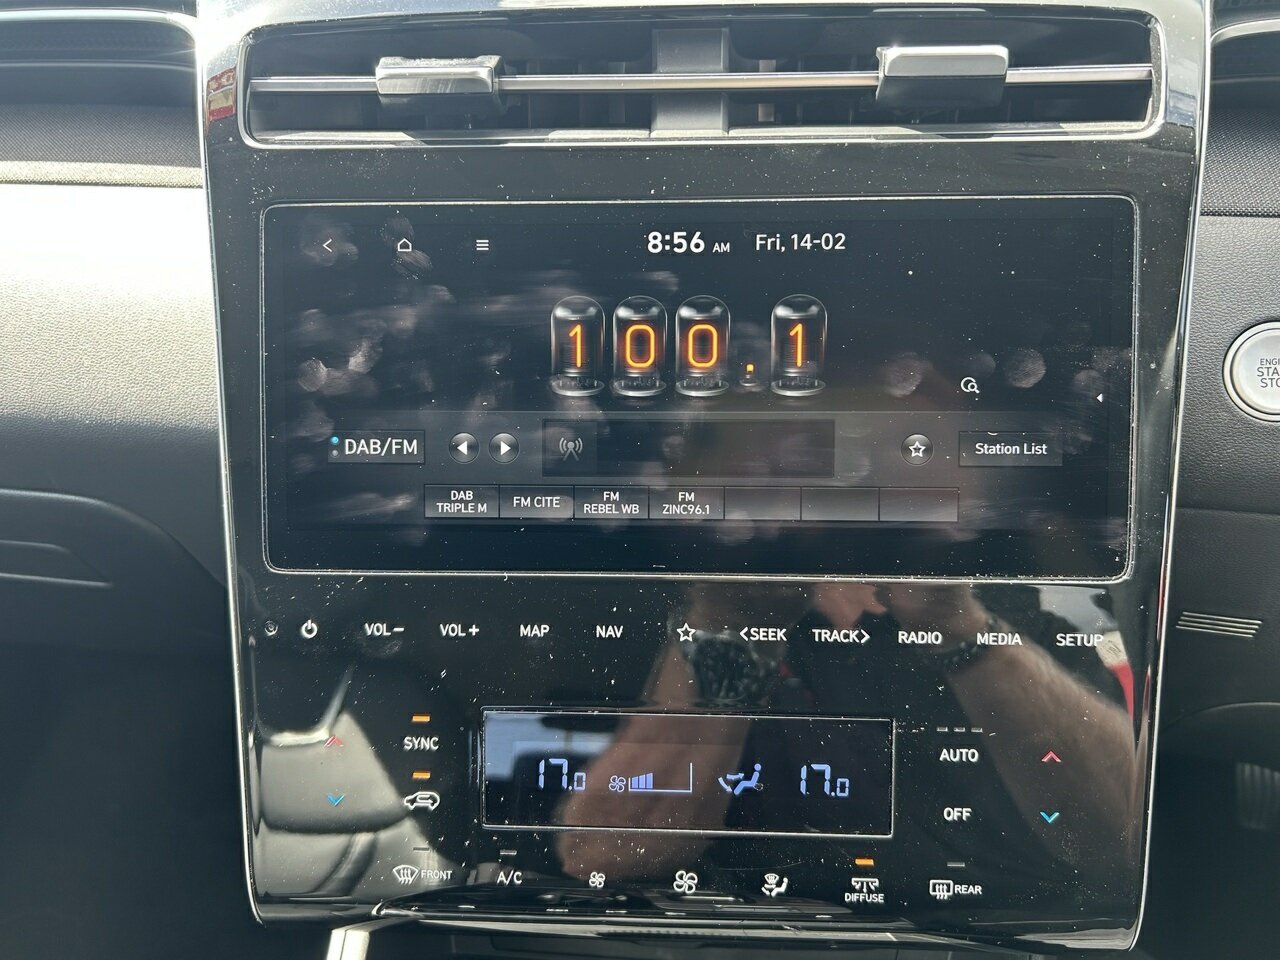 8:56 AM Fri, 14-02
100.1
DAB/FM
Station List
DAB
TRIPLE M
FM CITE
FM
REBEL WB
FM
ZINC96.1
VOL- VOL+ MAP NAV <SEEK TRACK> RADIO MEDIA SETUP
SYNC
17.0
17.0
AUTO
OFF
FRONT
A/C
DIFFUSE
REAR